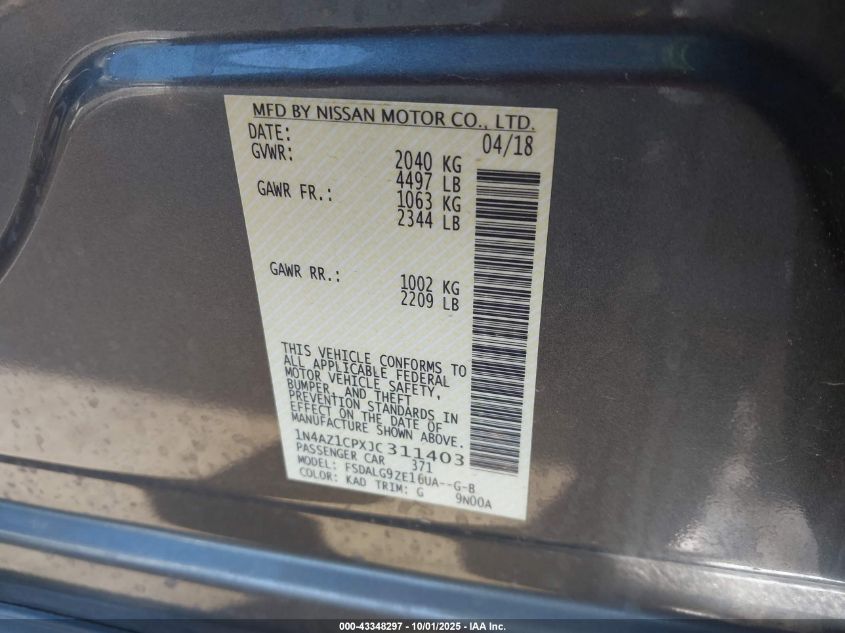 MFD BY NISSAN MOTOR CO., LTD.
DATE: 04/18
GVWR: 2040 KG
4497 LB
GAWR FR.: 1063 KG
2344 LB
GAWR RR.: 1002 KG
2209 LB
THIS VEHICLE CONFORMS TO
ALL APPLICABLE FEDERAL
MOTOR VEHICLE SAFETY,
BUMPER, AND THEFT
PREVENTION STANDARDS IN
EFFECT ON THE DATE OF
MANUFACTURE SHOWN ABOVE.
1N4AZ1CPXJC311403
PASSENGER CAR 371
MODEL: FSDALG9ZE16UA--G-B
COLOR: KAD TRIM: G 9N00A
000-43348297 - 10/01/2025 - IAA Inc.